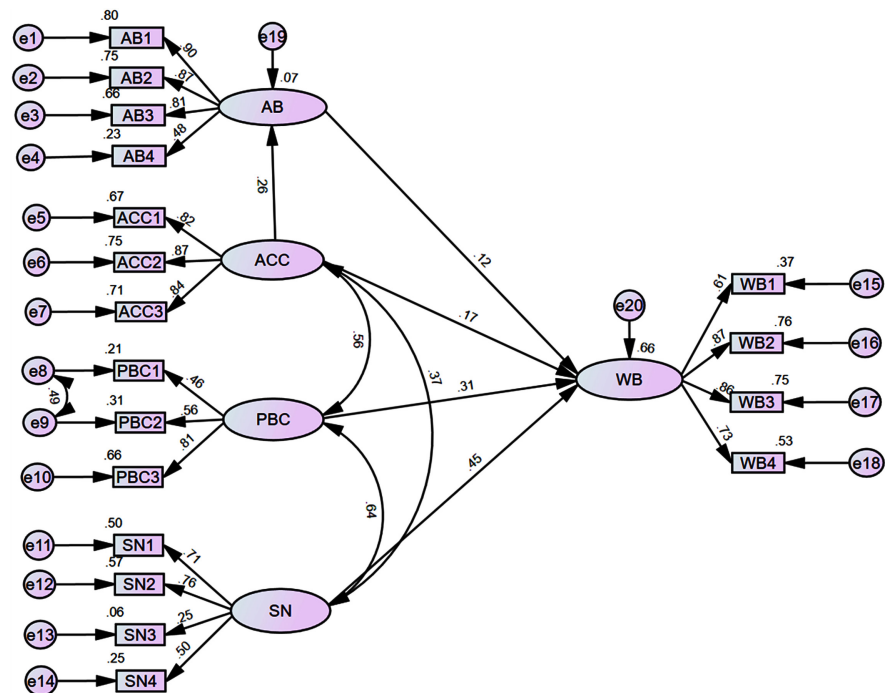 .80
e1 AB1 .90
.75
e2 AB2 .87
.66
e3 AB3 .81
.23
e4 AB4 .48
e19
.07
AB
.26
.12
.67
e5 ACC1 .82
.75
e6 ACC2 .87
.71
e7 ACC3 .84
ACC
.17
.56
.37
.21
e8 PBC1 .46
.49
.31
e9 PBC2 .56
.66
e10 PBC3 .81
PBC
.31
.64
.45
.50
e11 SN1 .71
.57
e12 SN2 .76
.06
e13 SN3 .25
.25
e14 SN4 .50
SN
e20
.66
WB
.37
.61 WB1 e15
.76
.87 WB2 e16
.75
.86 WB3 e17
.53
.73 WB4 e18